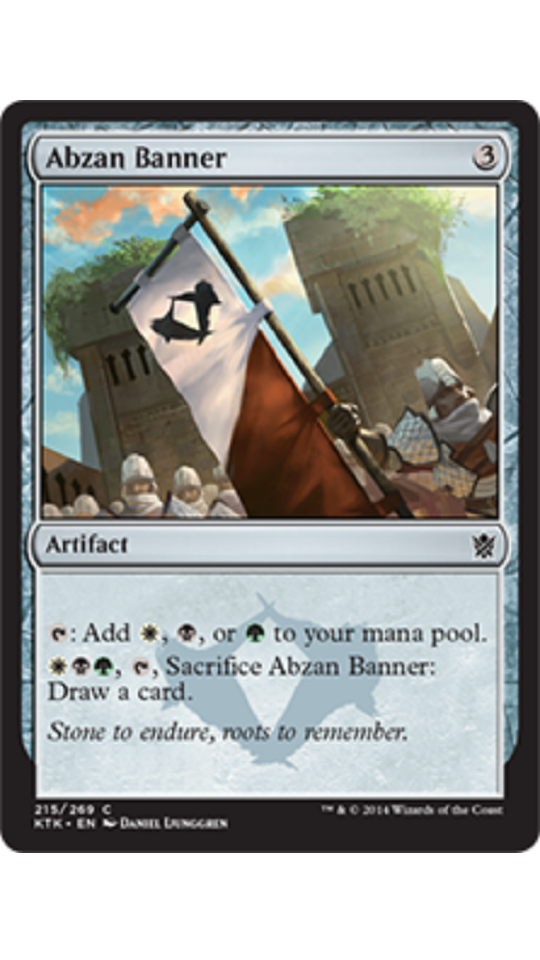 Abzan Banner 3
Artifact
: Add , , or to your mana pool.
, , Sacrifice Abzan Banner:
Draw a card.
Stone to endure, roots to remember.
215/269 C ™ & © 2014 Wizards of the Coast
KTK • EN Daniel Ljunggren